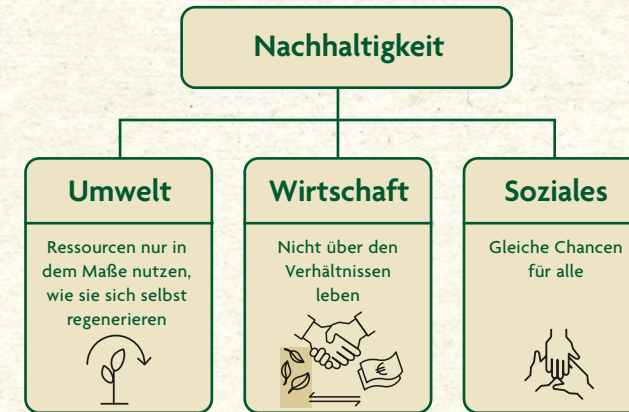 Nachhaltigkeit
Umwelt
Ressourcen nur in
dem Maße nutzen,
wie sie sich selbst
regenerieren
Wirtschaft
Nicht über den
Verhältnissen
leben
€
Soziales
Gleiche Chancen
für alle